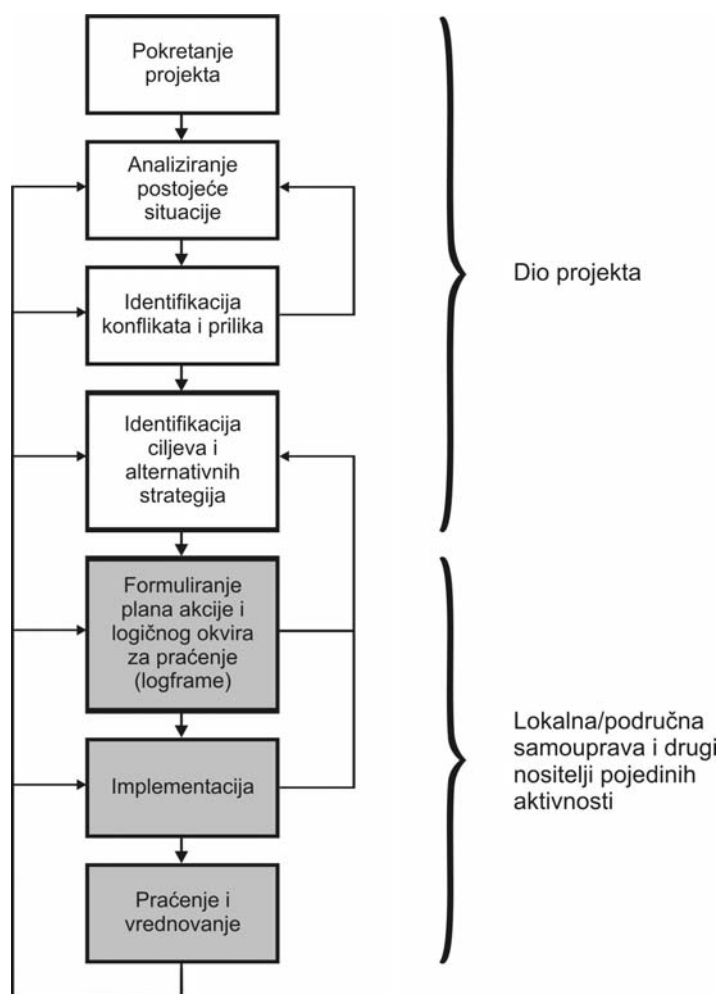 Pokretanje
projekta
Analiziranje
postojeće
situacije
Identifikacija
konflikata i prilika
Dio projekta
Identifikacija
ciljeva i
alternativnih
strategija
Formuliranje
plana akcije i
logičnog okvira
za praćenje
(logframe)
Implementacija
Praćenje i
vrednovanje
Lokalna/područna
samouprava i drugi
nositelji pojedinih
aktivnosti